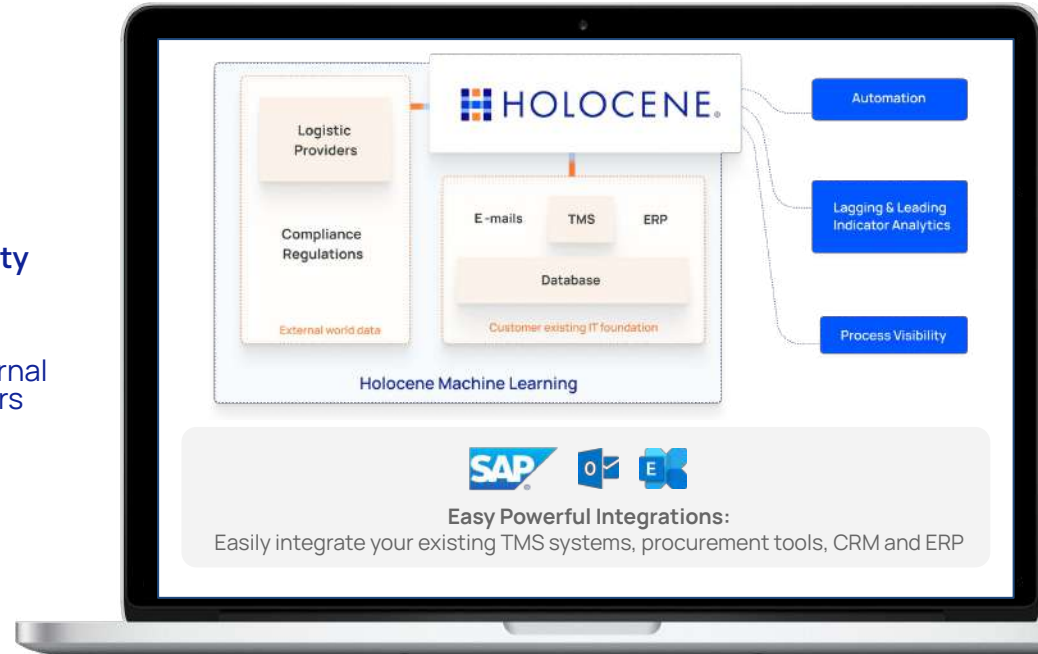 ty
rnal
rs
HOLOCENE®
Logistic
Providers
Compliance
Regulations
External world data
E-mails
TMS
ERP
Database
Customer existing IT foundation
Holocene Machine Learning
Automation
Lagging & Leading
Indicator Analytics
Process Visibility
SAP®
O
E
Easy Powerful Integrations:
Easily integrate your existing TMS systems, procurement tools, CRM and ERP